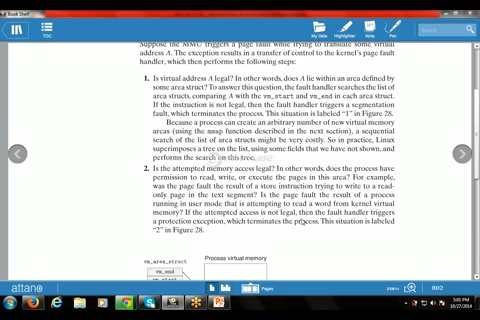 Book Shelf
TOC
My Data
Highlighter
Note
Pen
Search
Suppose the MMU triggers a page fault while trying to translate some virtual
address A. The exception results in a transfer of control to the kernel's page fault
handler, which then performs the following steps:
1. Is virtual address A legal? In other words, does A lie within an area defined by
some area struct? To answer this question, the fault handler searches the list
of area structs, comparing A with the vm_start and vm_end in each area struct.
If the instruction is not legal, then the fault handler triggers a segmentation
fault, which terminates the process. This situation is labeled "1" in Figure 28.
Because a process can create an arbitrary number of new virtual memory
areas (using the mmap function described in the next section), a sequential
search of the list of area structs might be very costly. So in practice, Linux
superimposes a tree on the list, using some fields that we have not shown, and
performs the search on this tree.
2. Is the attempted memory access legal? In other words, does the process have
permission to read, write, or execute the pages in this area? For example,
was the page fault the result of a store instruction trying to write to a read-
only page in the text segment? Is the page fault the result of a process
running in user mode that is attempting to read a word from kernel virtual
memory? If the attempted access is not legal, then the fault handler triggers
a protection exception, which terminates the process. This situation is labeled
"2" in Figure 28.
vm_area_struct
Process virtual memory
vm_end
vm_start
attano
Pages
802
5:01 PM
10/27/2014